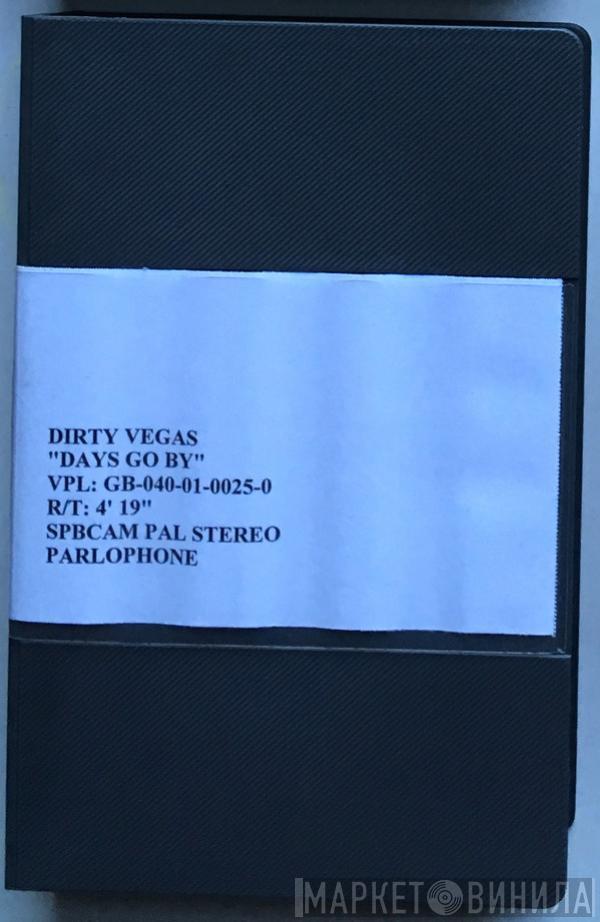 DIRTY VEGAS
"DAYS GO BY"
VPL: GB-040-01-0025-0
R/T: 4' 19"
SPBCAM PAL STEREO
PARLOPHONE
МАРКЕТ ВИНИЛА